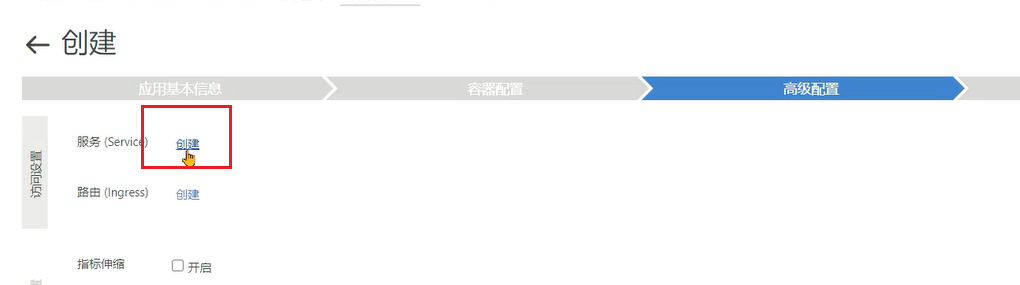 ← 创建
应用基本信息 容器配置 高级配置
访问设置
服务 (Service) 创建
路由 (Ingress) 创建
指标伸缩 开启